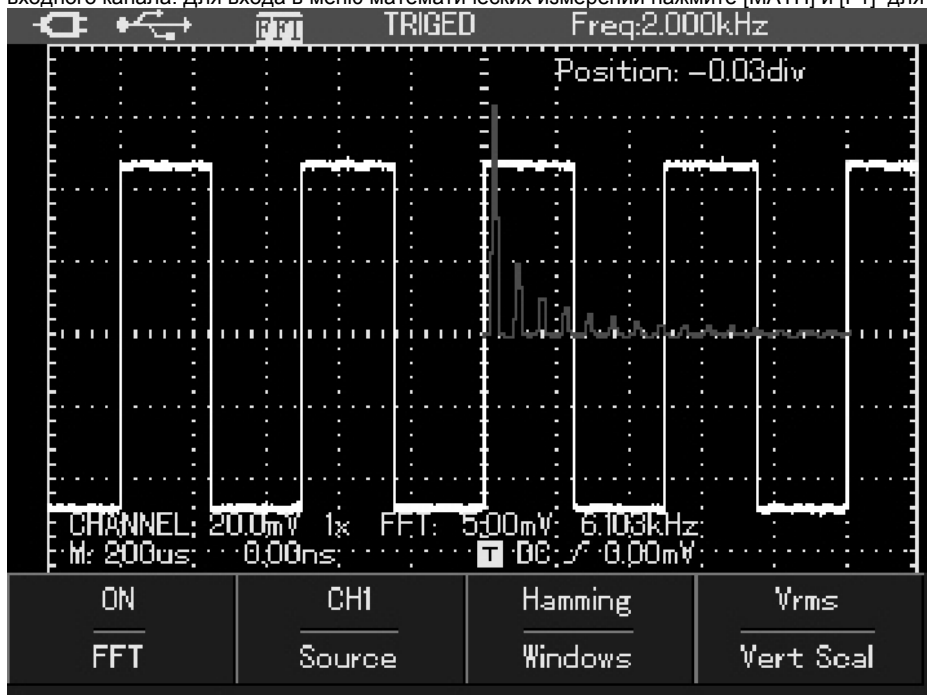 входного канала. Для входа в меню математических измерений нажмите [MATH] и [F1] для
FFT TRIGED Freq:2.000kHz
Position: -0.03div
CHANNEL: 20.0mV 1x FFT: 5.00mV 6.103kHz
M: 200us 0.00ns T DC 0.00mV
ON CH1 Hamming Vrms
FFT Source Windows Vert Scal